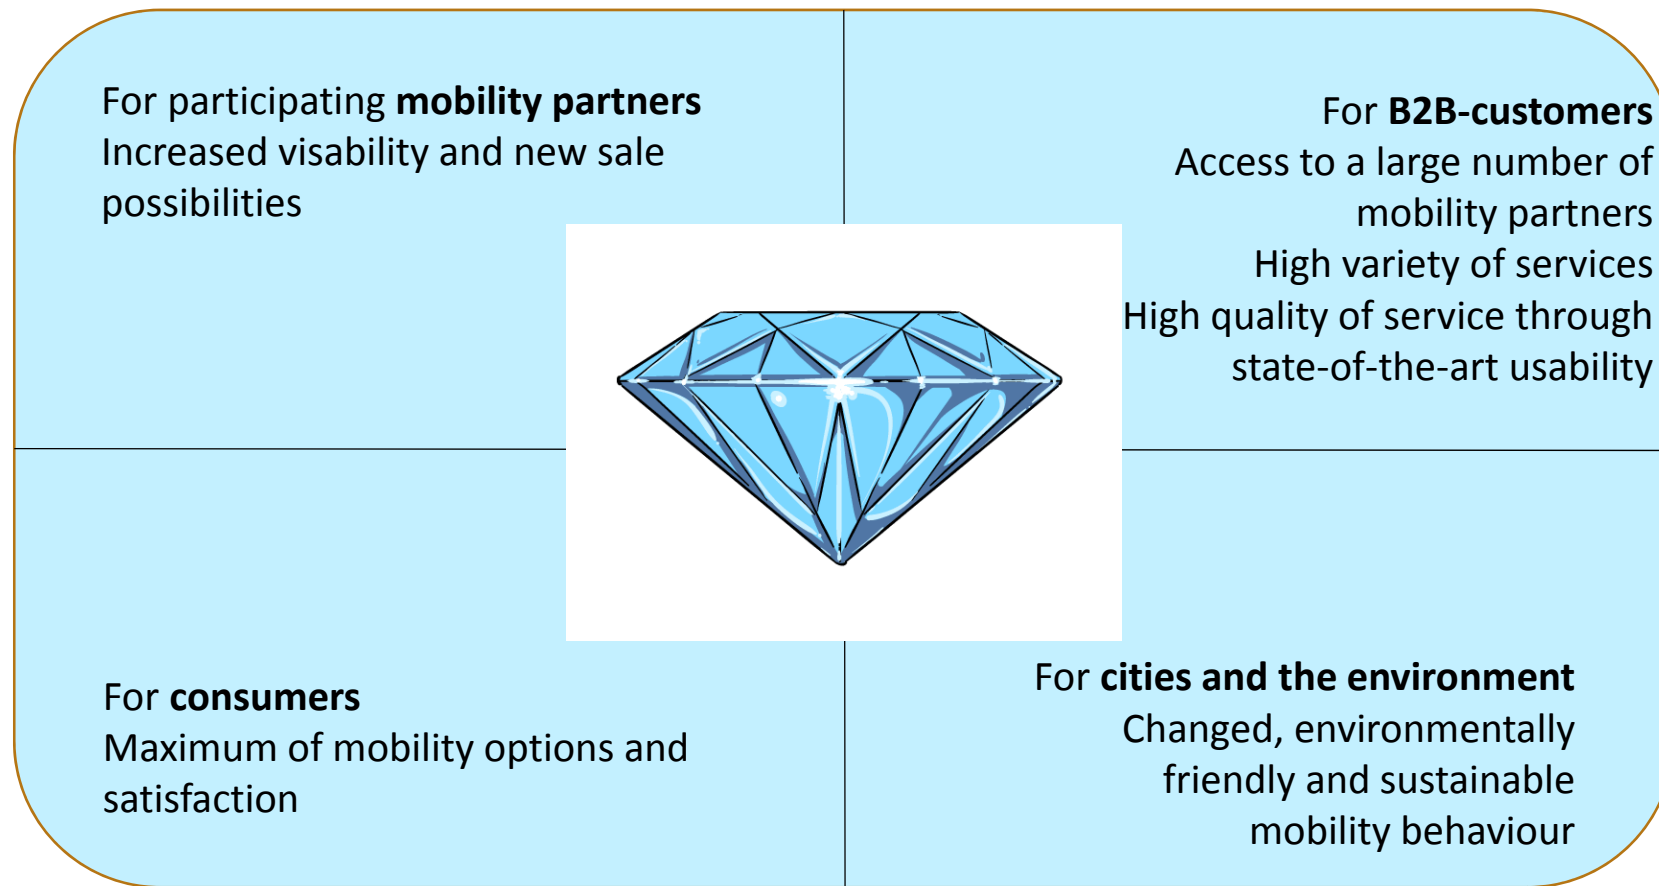 For participating mobility partners
Increased visability and new sale
possibilities
For B2B-customers
Access to a large number of
mobility partners
High variety of services
High quality of service through
state-of-the-art usability
For consumers
Maximum of mobility options and
satisfaction
For cities and the environment
Changed, environmentally
friendly and sustainable
mobility behaviour